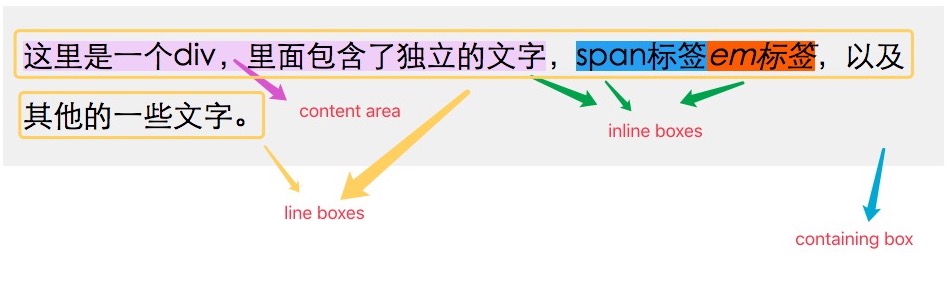 这里是一个div，里面包含了独立的文字，span标签em标签，以及
其他的一些文字。
content area
inline boxes
line boxes
containing box